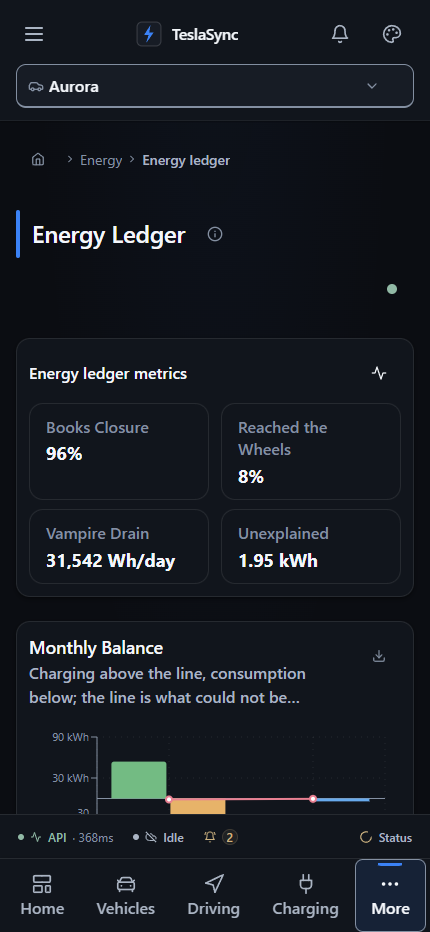 TeslaSync
Aurora
Energy
Energy ledger
Energy Ledger
Energy ledger metrics
Books Closure
96%
Reached the
Wheels
8%
Vampire Drain
31,542 Wh/day
Unexplained
1.95 kWh
Monthly Balance
Charging above the line, consumption
below; the line is what could not be...
90 kWh
30 kWh
API · 368ms
Idle
2
Status
Home
Vehicles
Driving
Charging
More